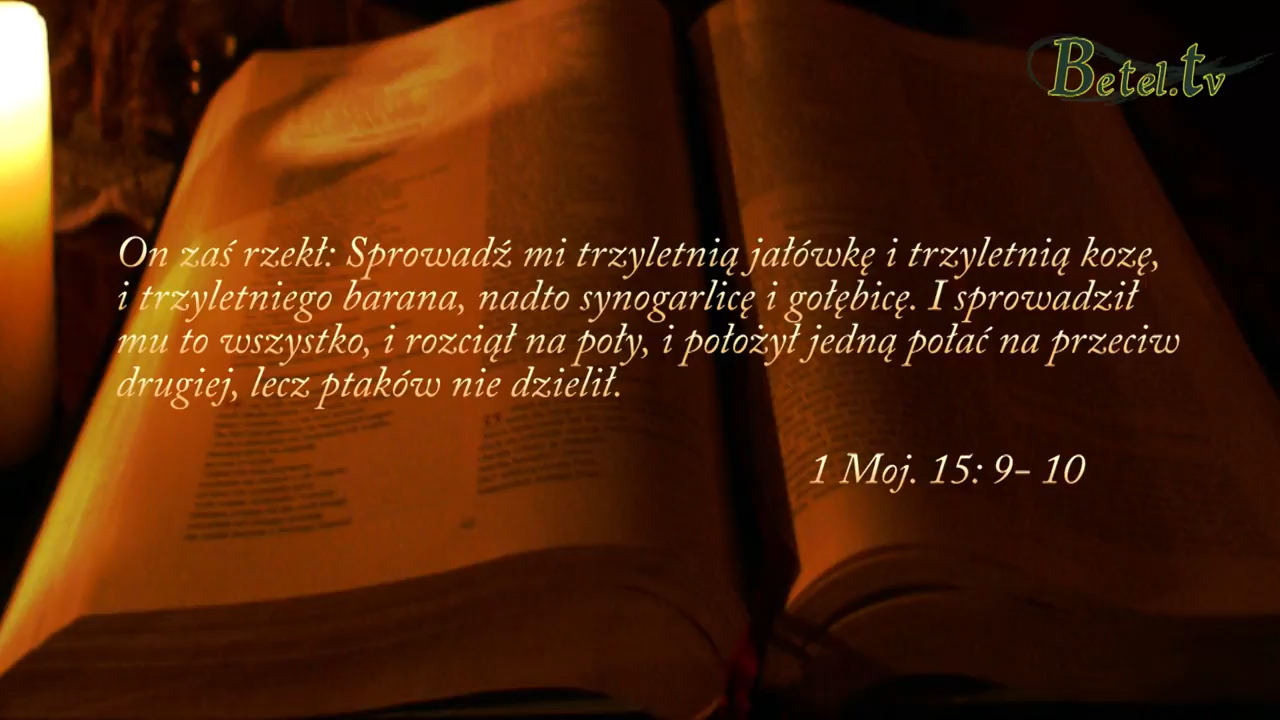 Betel.tv
On zaś rzekł: Sprowadź mi trzyletnią jałówkę i trzyletnią kozę,
i trzyletniego barana, nadto synogarlicę i gołębicę. I sprowadził
mu to wszystko, i rozciął na poły, i położył jedną połać na przeciw
drugiej, lecz ptaków nie dzielił.
1 Moj. 15: 9- 10